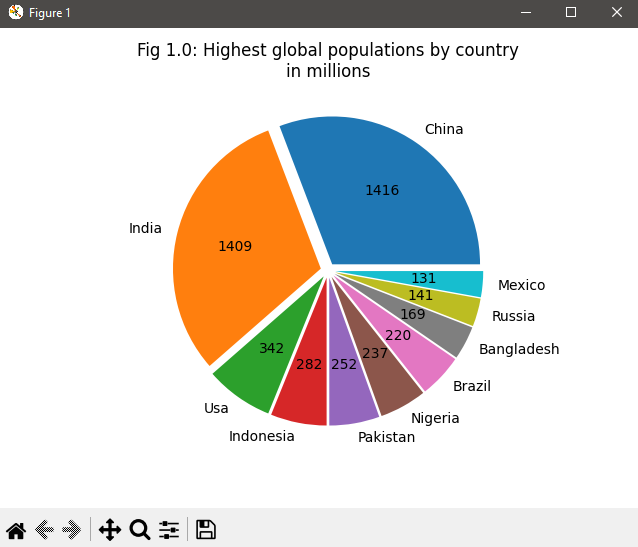 Figure 1
Fig 1.0: Highest global populations by country
in millions
China
1416
India
1409
Usa
342
Indonesia
282
Pakistan
252
Nigeria
237
Brazil
220
Bangladesh
169
Russia
141
Mexico
131